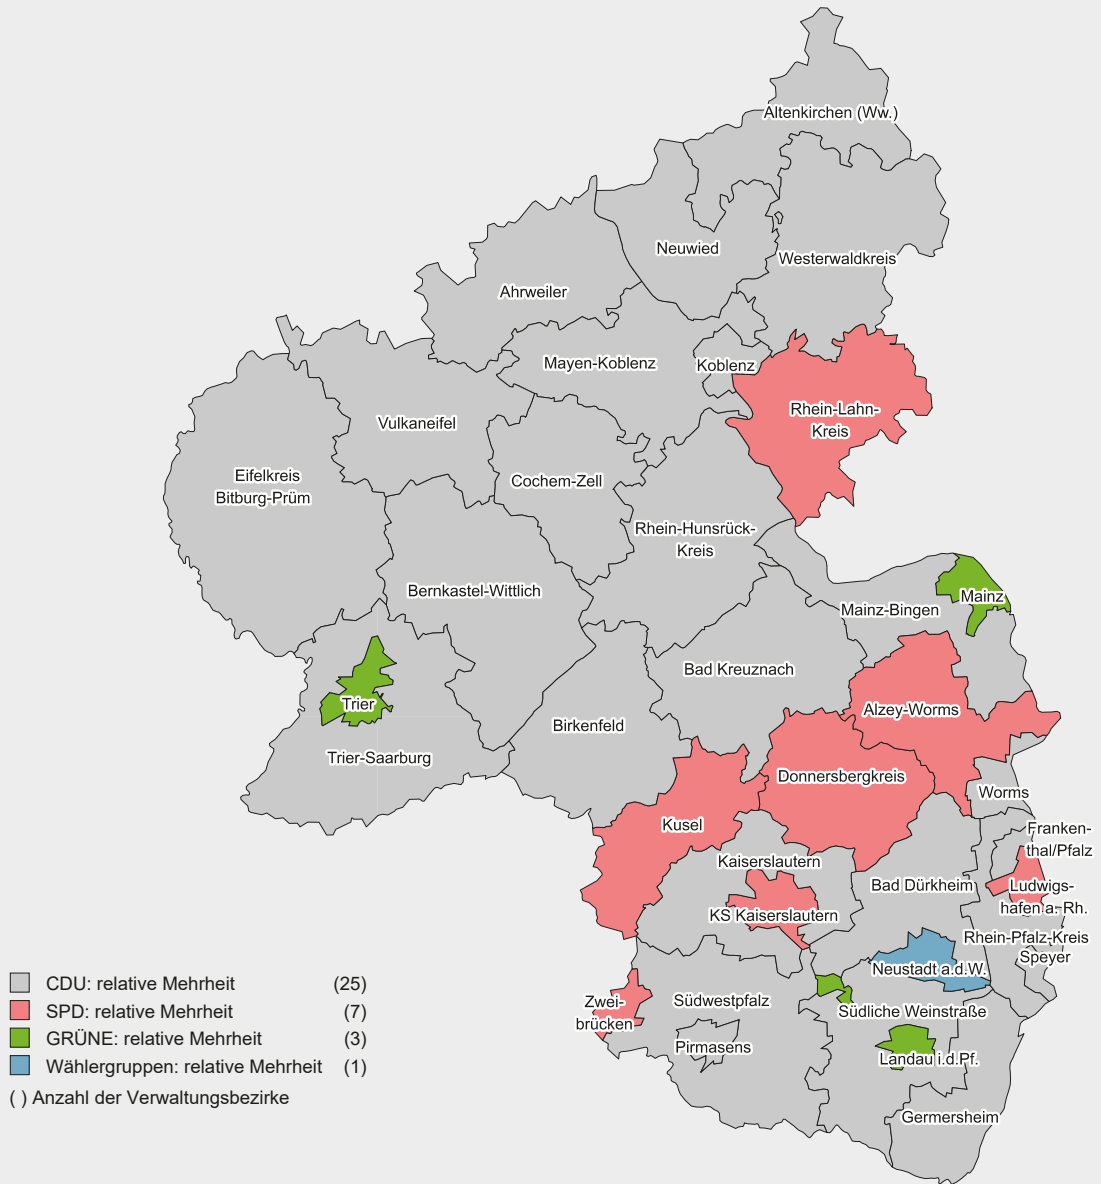 Altenkirchen (Ww.)
Neuwied
Westerwaldkreis
Ahrweiler
Mayen-Koblenz
Koblenz
Rhein-Lahn-
Kreis
Vulkaneifel
Eifelkreis
Bitburg-Prüm
Cochem-Zell
Rhein-Hunsrück-
Kreis
Bernkastel-Wittlich
Mainz
Mainz-Bingen
Bad Kreuznach
Trier
Alzey-Worms
Birkenfeld
Trier-Saarburg
Donnersbergkreis
Worms
Kusel
Franken-
thal/Pfalz
Kaiserslautern
Bad Dürkheim
Ludwigs-
hafen a. Rh.
KS Kaiserslautern
Rhein-Pfalz-Kreis
Speyer
Neustadt a.d.W.
Zwei-
brücken
Südwestpfalz
Südliche Weinstraße
Pirmasens
Landau i.d.Pf.
Germersheim
CDU: relative Mehrheit (25)
SPD: relative Mehrheit (7)
GRÜNE: relative Mehrheit (3)
Wählergruppen: relative Mehrheit (1)
( ) Anzahl der Verwaltungsbezirke